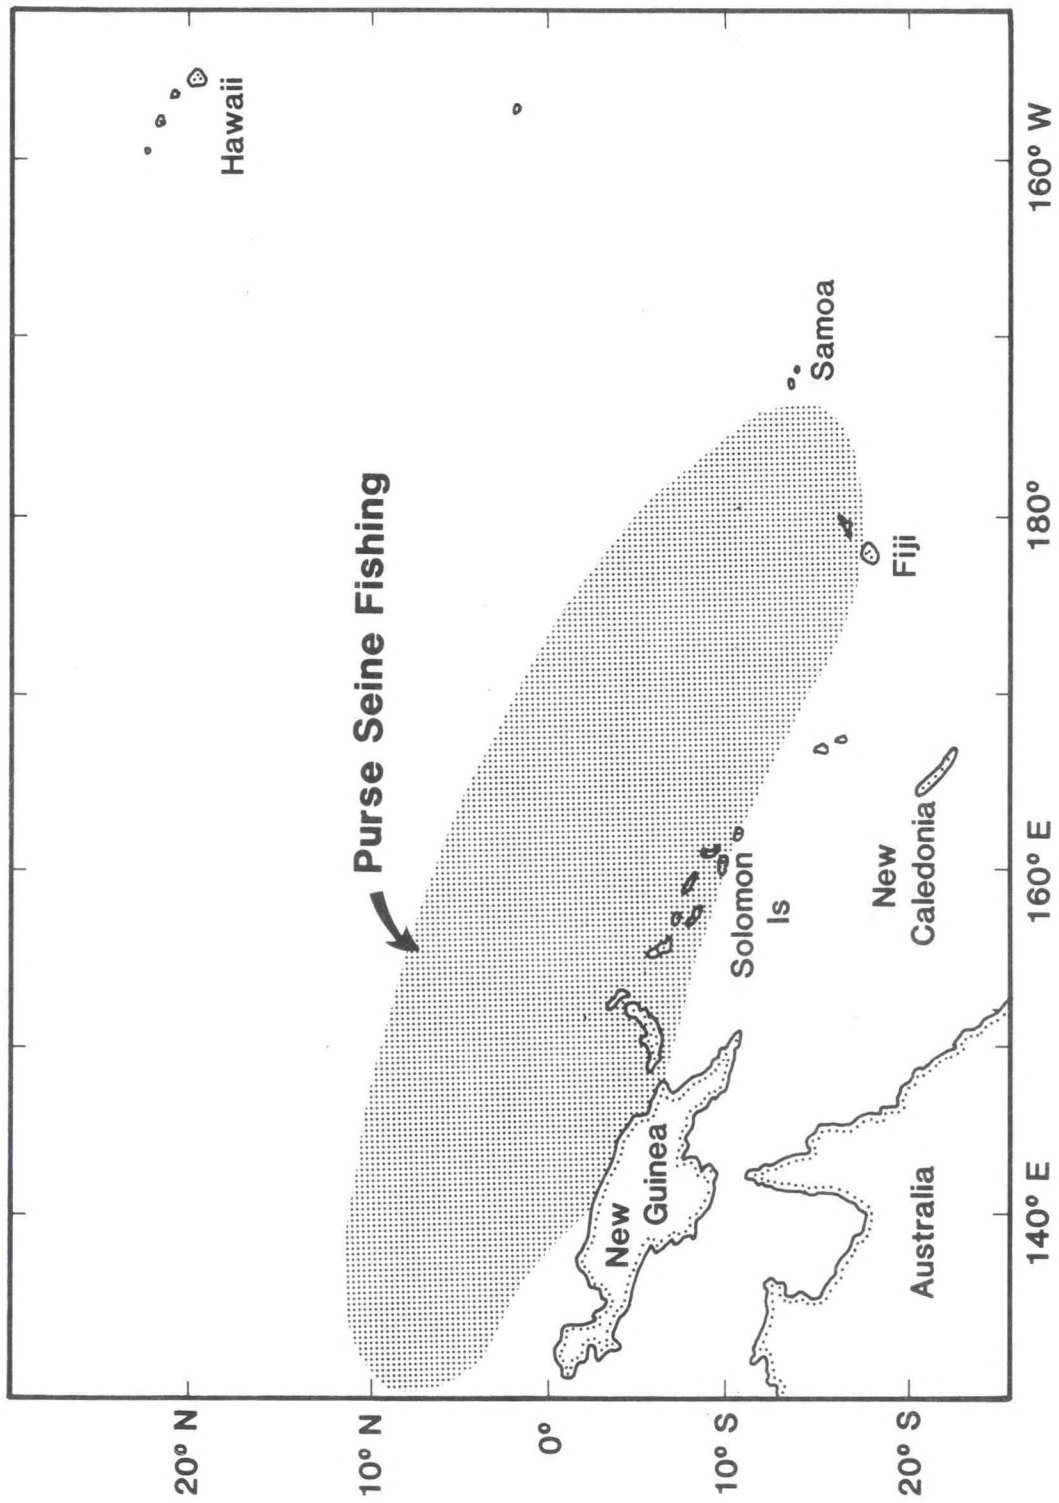 Purse Seine Fishing
Hawaii
Samoa
Fiji
Solomon
Is
New
Caledonia
New
Guinea
Australia
20° N
10° N
0°
10° S
20° S
140° E
160° E
180°
160° W